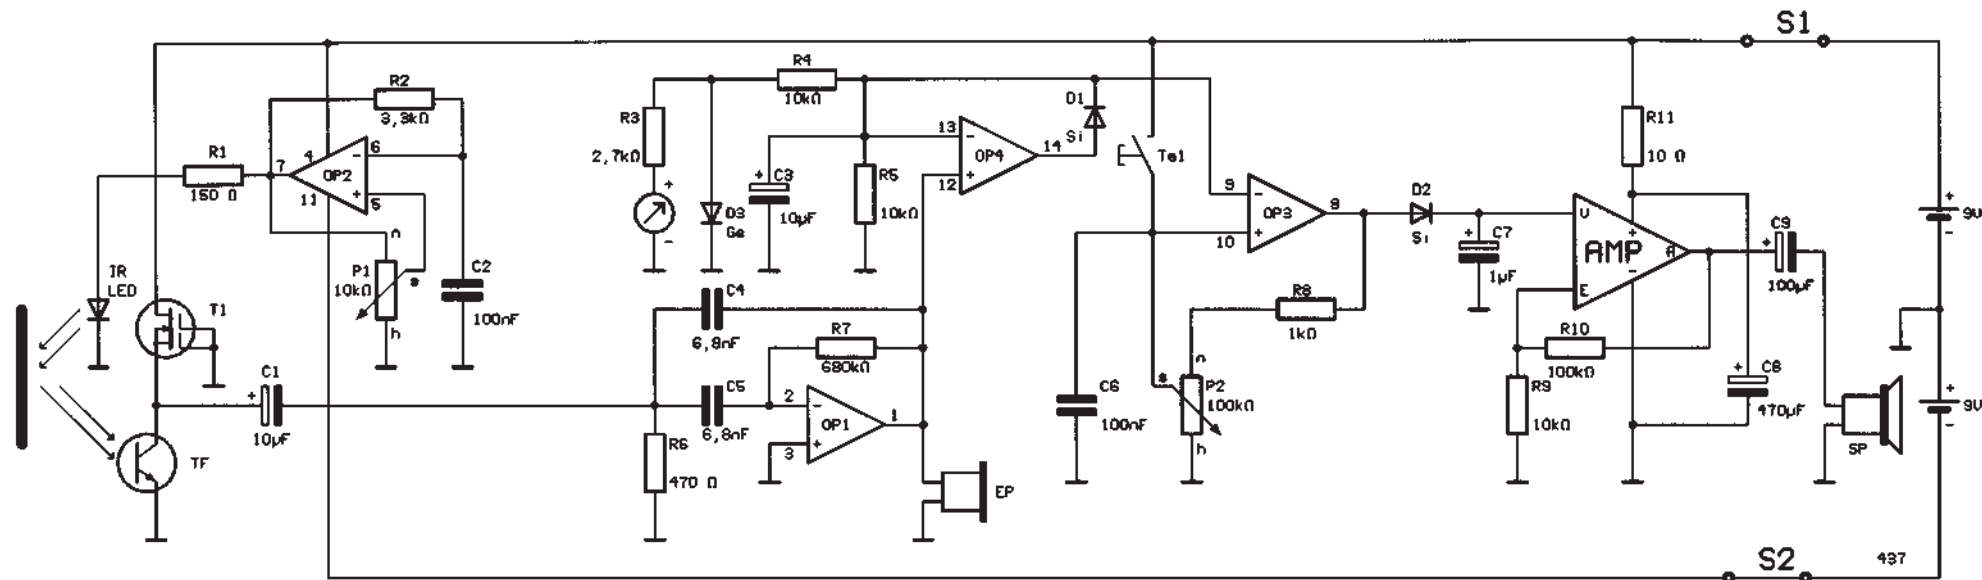 S1
R4
10kΩ
R2
3,3kΩ
R3
2,7kΩ
D1
Si
R11
10 Ω
R1
150 Ω
7
4
6
OP2
11
5
13
OP4
14
12
Ta1
C3
10µF
R5
10kΩ
D3
Ge
+
-
9
OP3
8
10
D2
Si
C7
1µF
V
AMP
A
E
C9
100µF
9V
n
P1
10kΩ
s
h
C2
100nF
IR
LED
T1
C4
6,8nF
R7
680kΩ
R8
1kΩ
R10
100kΩ
C1
10µF
C5
6,8nF
2
OP1
1
3
R6
470 Ω
C6
100nF
n
s
P2
100kΩ
h
R9
10kΩ
C8
470µF
9V
SP
TF
EP
S2
497